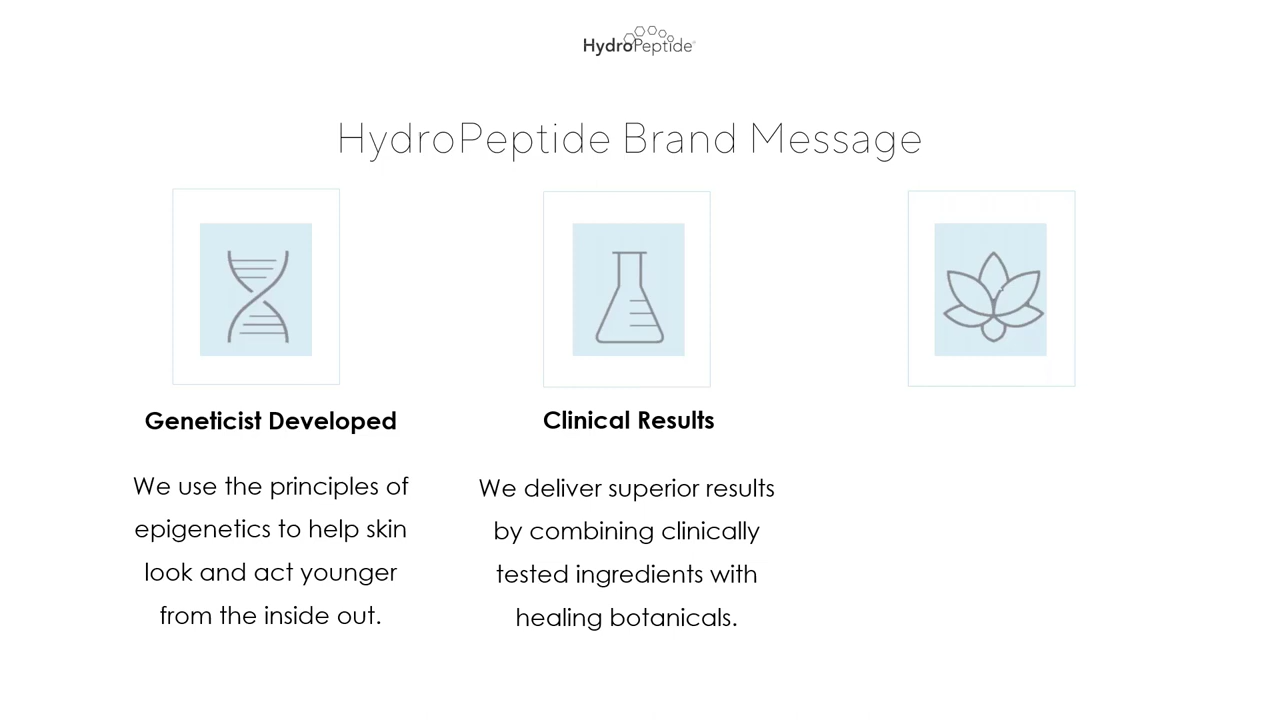 HydroPeptide
HydroPeptide Brand Message
Geneticist Developed
We use the principles of
epigenetics to help skin
look and act younger
from the inside out.
Clinical Results
We deliver superior results
by combining clinically
tested ingredients with
healing botanicals.